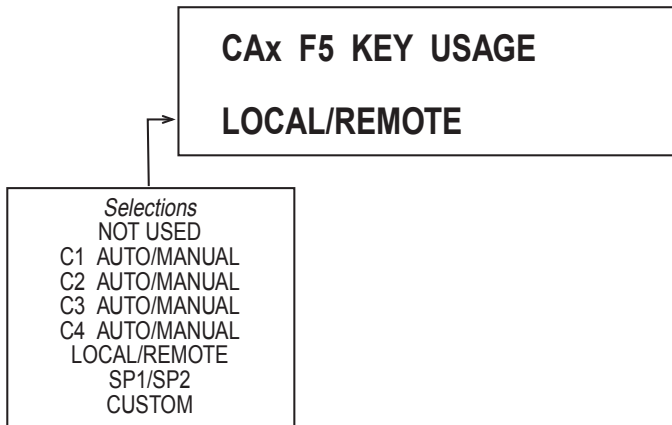 CAx F5 KEY USAGE
LOCAL/REMOTE
Selections
NOT USED
C1 AUTO/MANUAL
C2 AUTO/MANUAL
C3 AUTO/MANUAL
C4 AUTO/MANUAL
LOCAL/REMOTE
SP1/SP2
CUSTOM